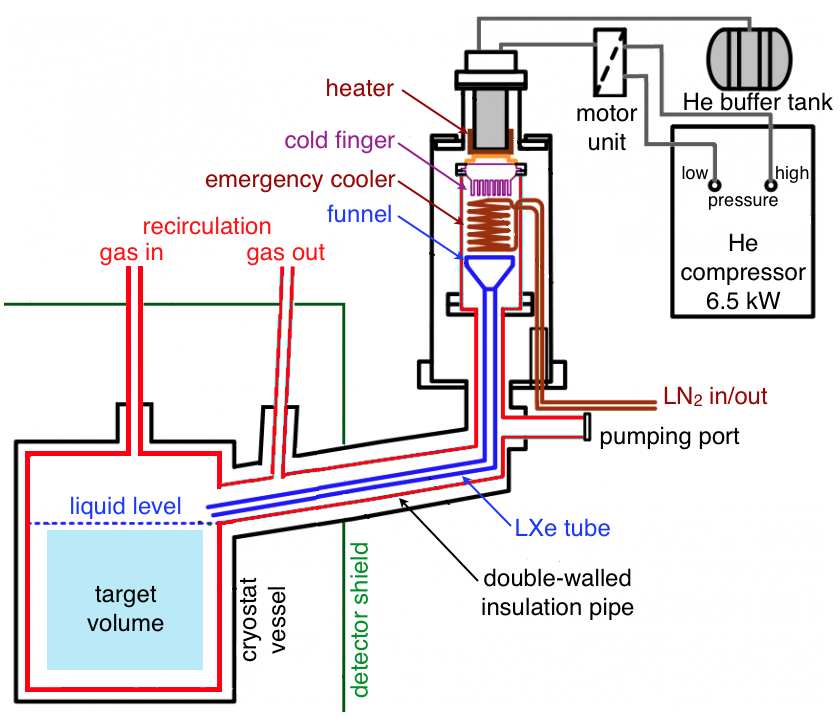 heater
cold finger
emergency cooler
funnel
recirculation
gas in
gas out
motor
unit
He buffer tank
low
high
pressure
He
compressor
6.5 kW
LN₂ in/out
pumping port
liquid level
LXe tube
target
volume
cryostat
vessel
detector shield
double-walled
insulation pipe